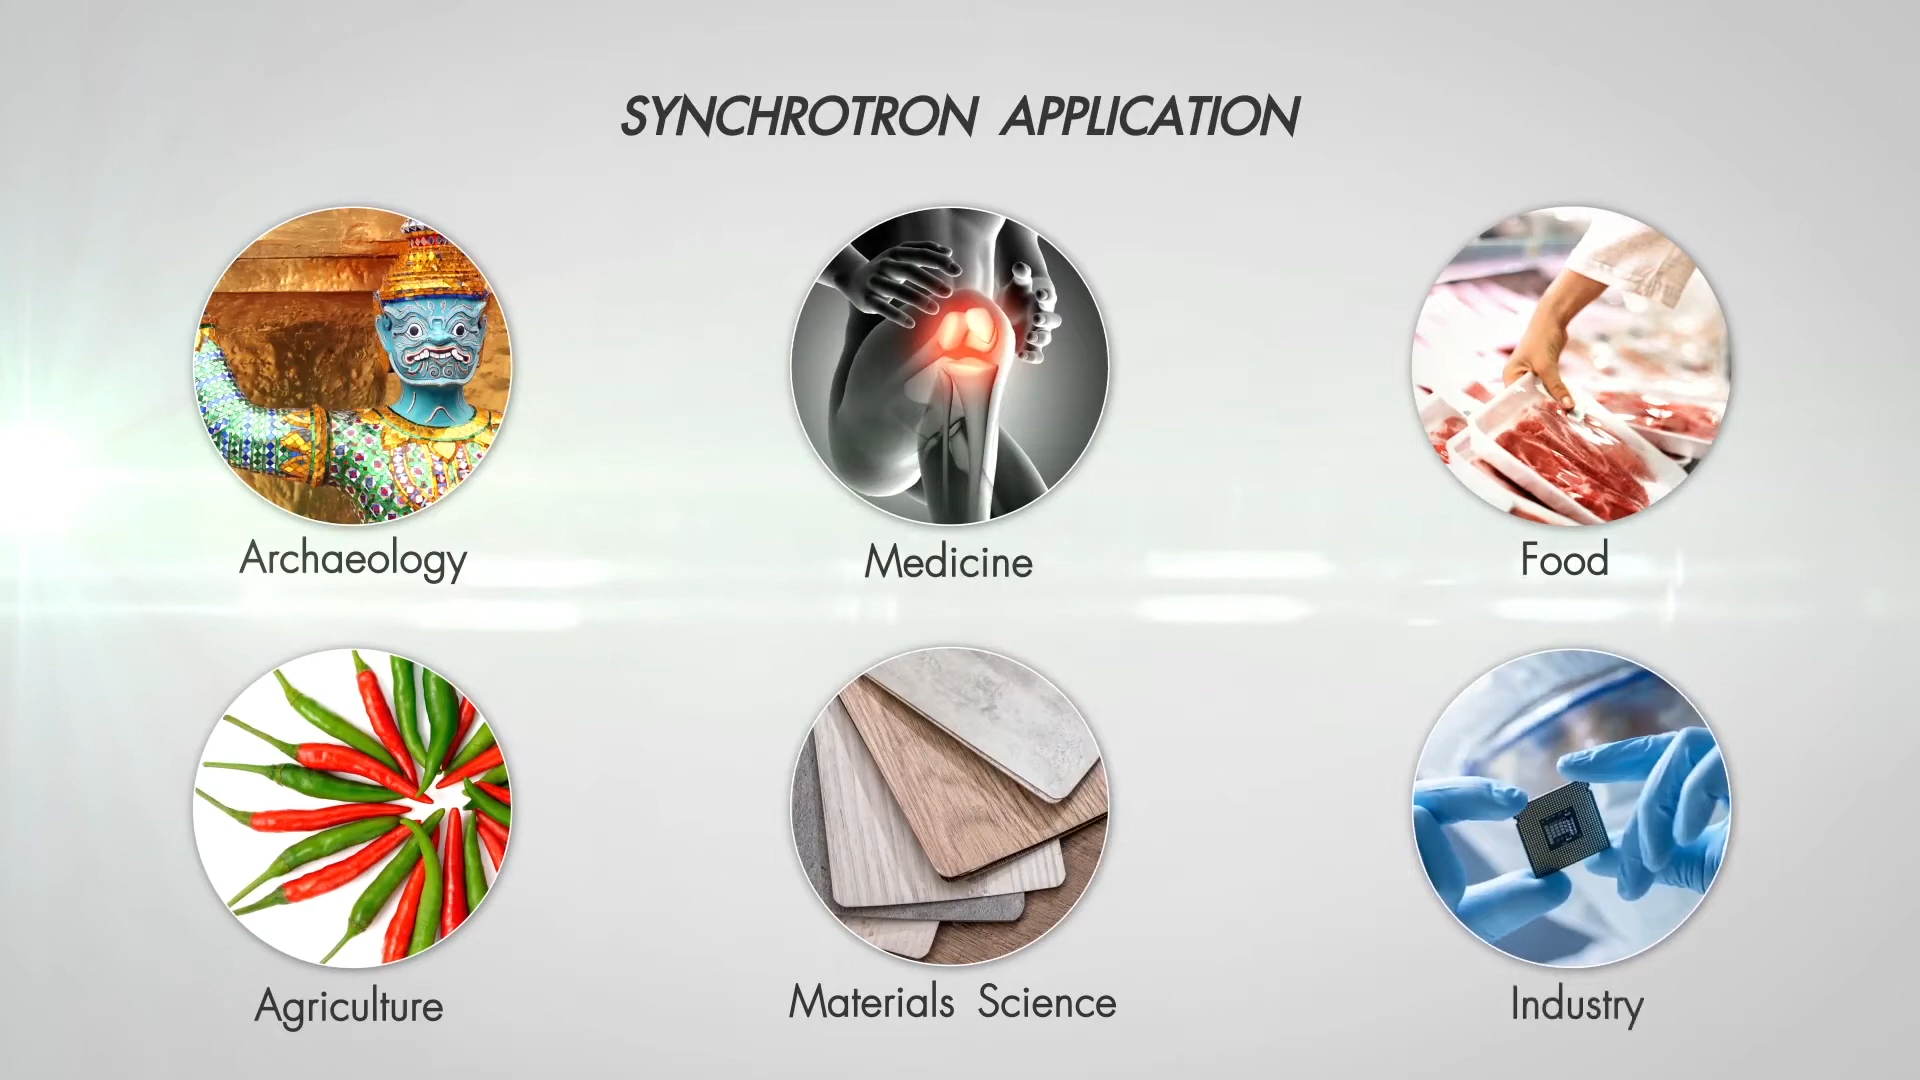 SYNCHROTRON APPLICATION
Archaeology
Medicine
Food
Agriculture
Materials Science
Industry